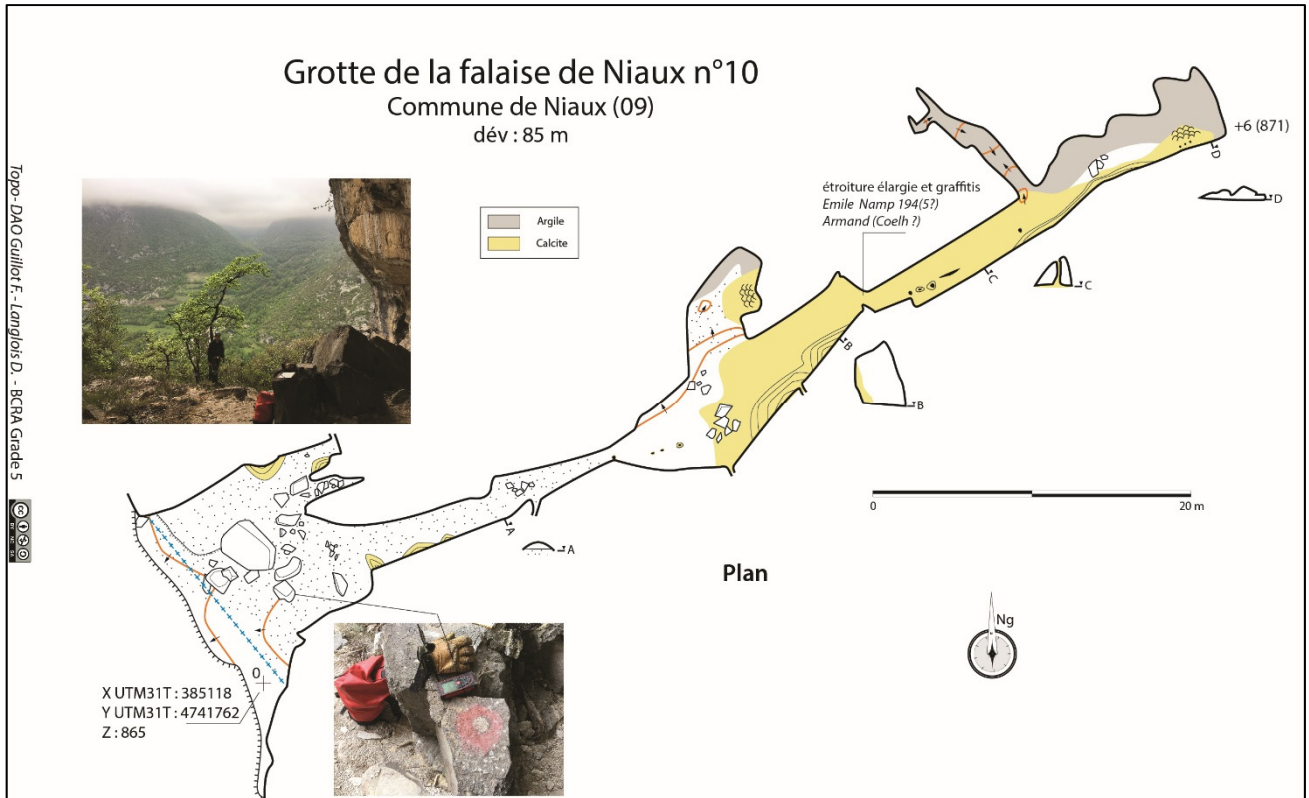 Grotte de la falaise de Niaux n°10
Commune de Niaux (09)
dév : 85 m
Topo- DAO Guillot F. - Langlois D. - BCRA Grade 5
Argile
Calcite
étroiture élargie et graffitis
Emile Namp 194(5?)
Armand (Coelh ?)
+6 (871)
D
D
C
C
B
B
A
A
0
20 m
Plan
Ng
0
X UTM31T : 385118
Y UTM31T : 4741762
Z : 865